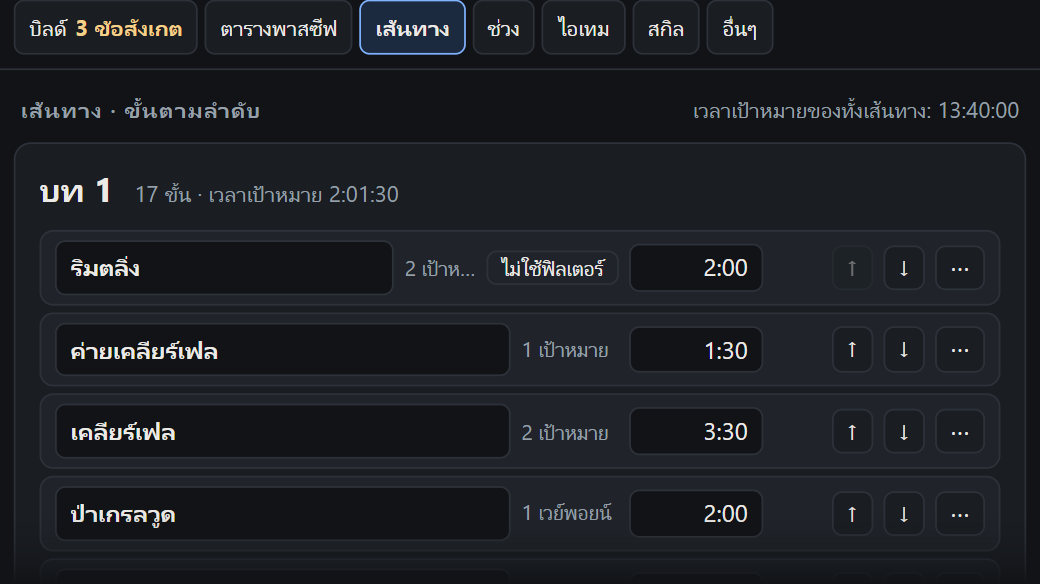 บิลด์ 3 ข้อสังเกต ตารางพาสซีฟ เส้นทาง ช่วง ไอเทม สกิล อื่นๆ
เส้นทาง · ขั้นตามลำดับ เวลาเป้าหมายของทั้งเส้นทาง: 13:40:00
บท 1 17 ขั้น · เวลาเป้าหมาย 2:01:30
ริมตลิ่ง 2 เป้าห... ไม่ใช้ฟิลเตอร์ 2:00 ↑ ↓ ...
ค่ายเคลียร์เฟล 1 เป้าหมาย 1:30 ↑ ↓ ...
เคลียร์เฟล 2 เป้าหมาย 3:30 ↑ ↓ ...
ป่าเกรลวูด 1 เวย์พอยน์ 2:00 ↑ ↓ ...